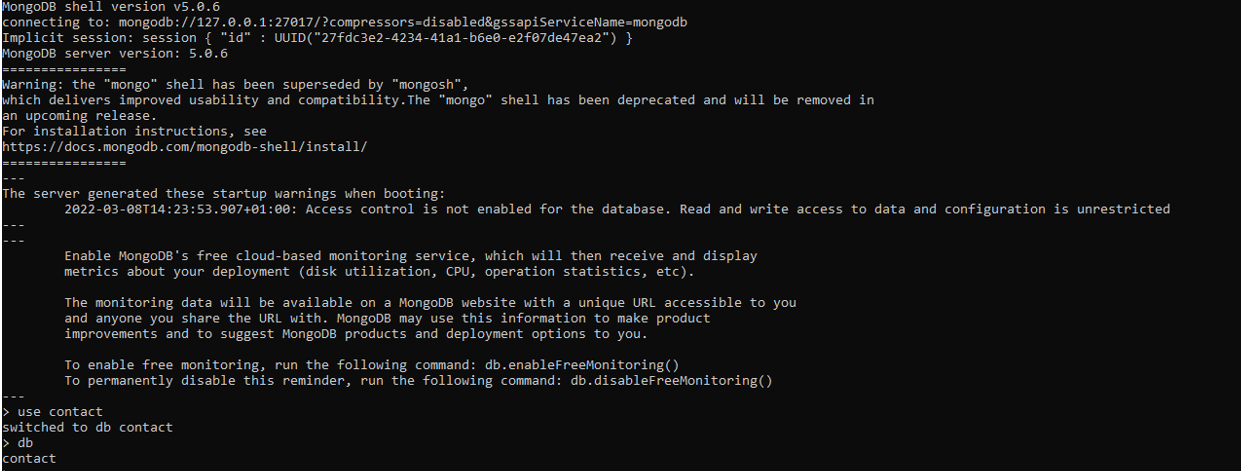 MongoDB shell version v5.0.6
connecting to: mongodb://127.0.0.1:27017/?compressors=disabled&gssapiServiceName=mongodb
Implicit session: session { "id" : UUID("27fdc3e2-4234-41a1-b6e0-e2f07de47ea2") }
MongoDB server version: 5.0.6
================
Warning: the "mongo" shell has been superseded by "mongosh",
which delivers improved usability and compatibility.The "mongo" shell has been deprecated and will be removed in
an upcoming release.
For installation instructions, see
https://docs.mongodb.com/mongodb-shell/install/
================
---
The server generated these startup warnings when booting:
        2022-03-08T14:23:53.907+01:00: Access control is not enabled for the database. Read and write access to data and configuration is unrestricted
---
---
        Enable MongoDB's free cloud-based monitoring service, which will then receive and display
        metrics about your deployment (disk utilization, CPU, operation statistics, etc).

        The monitoring data will be available on a MongoDB website with a unique URL accessible to you
        and anyone you share the URL with. MongoDB may use this information to make product
        improvements and to suggest MongoDB products and deployment options to you.

        To enable free monitoring, run the following command: db.enableFreeMonitoring()
        To permanently disable this reminder, run the following command: db.disableFreeMonitoring()
---
> use contact
switched to db contact
> db
contact